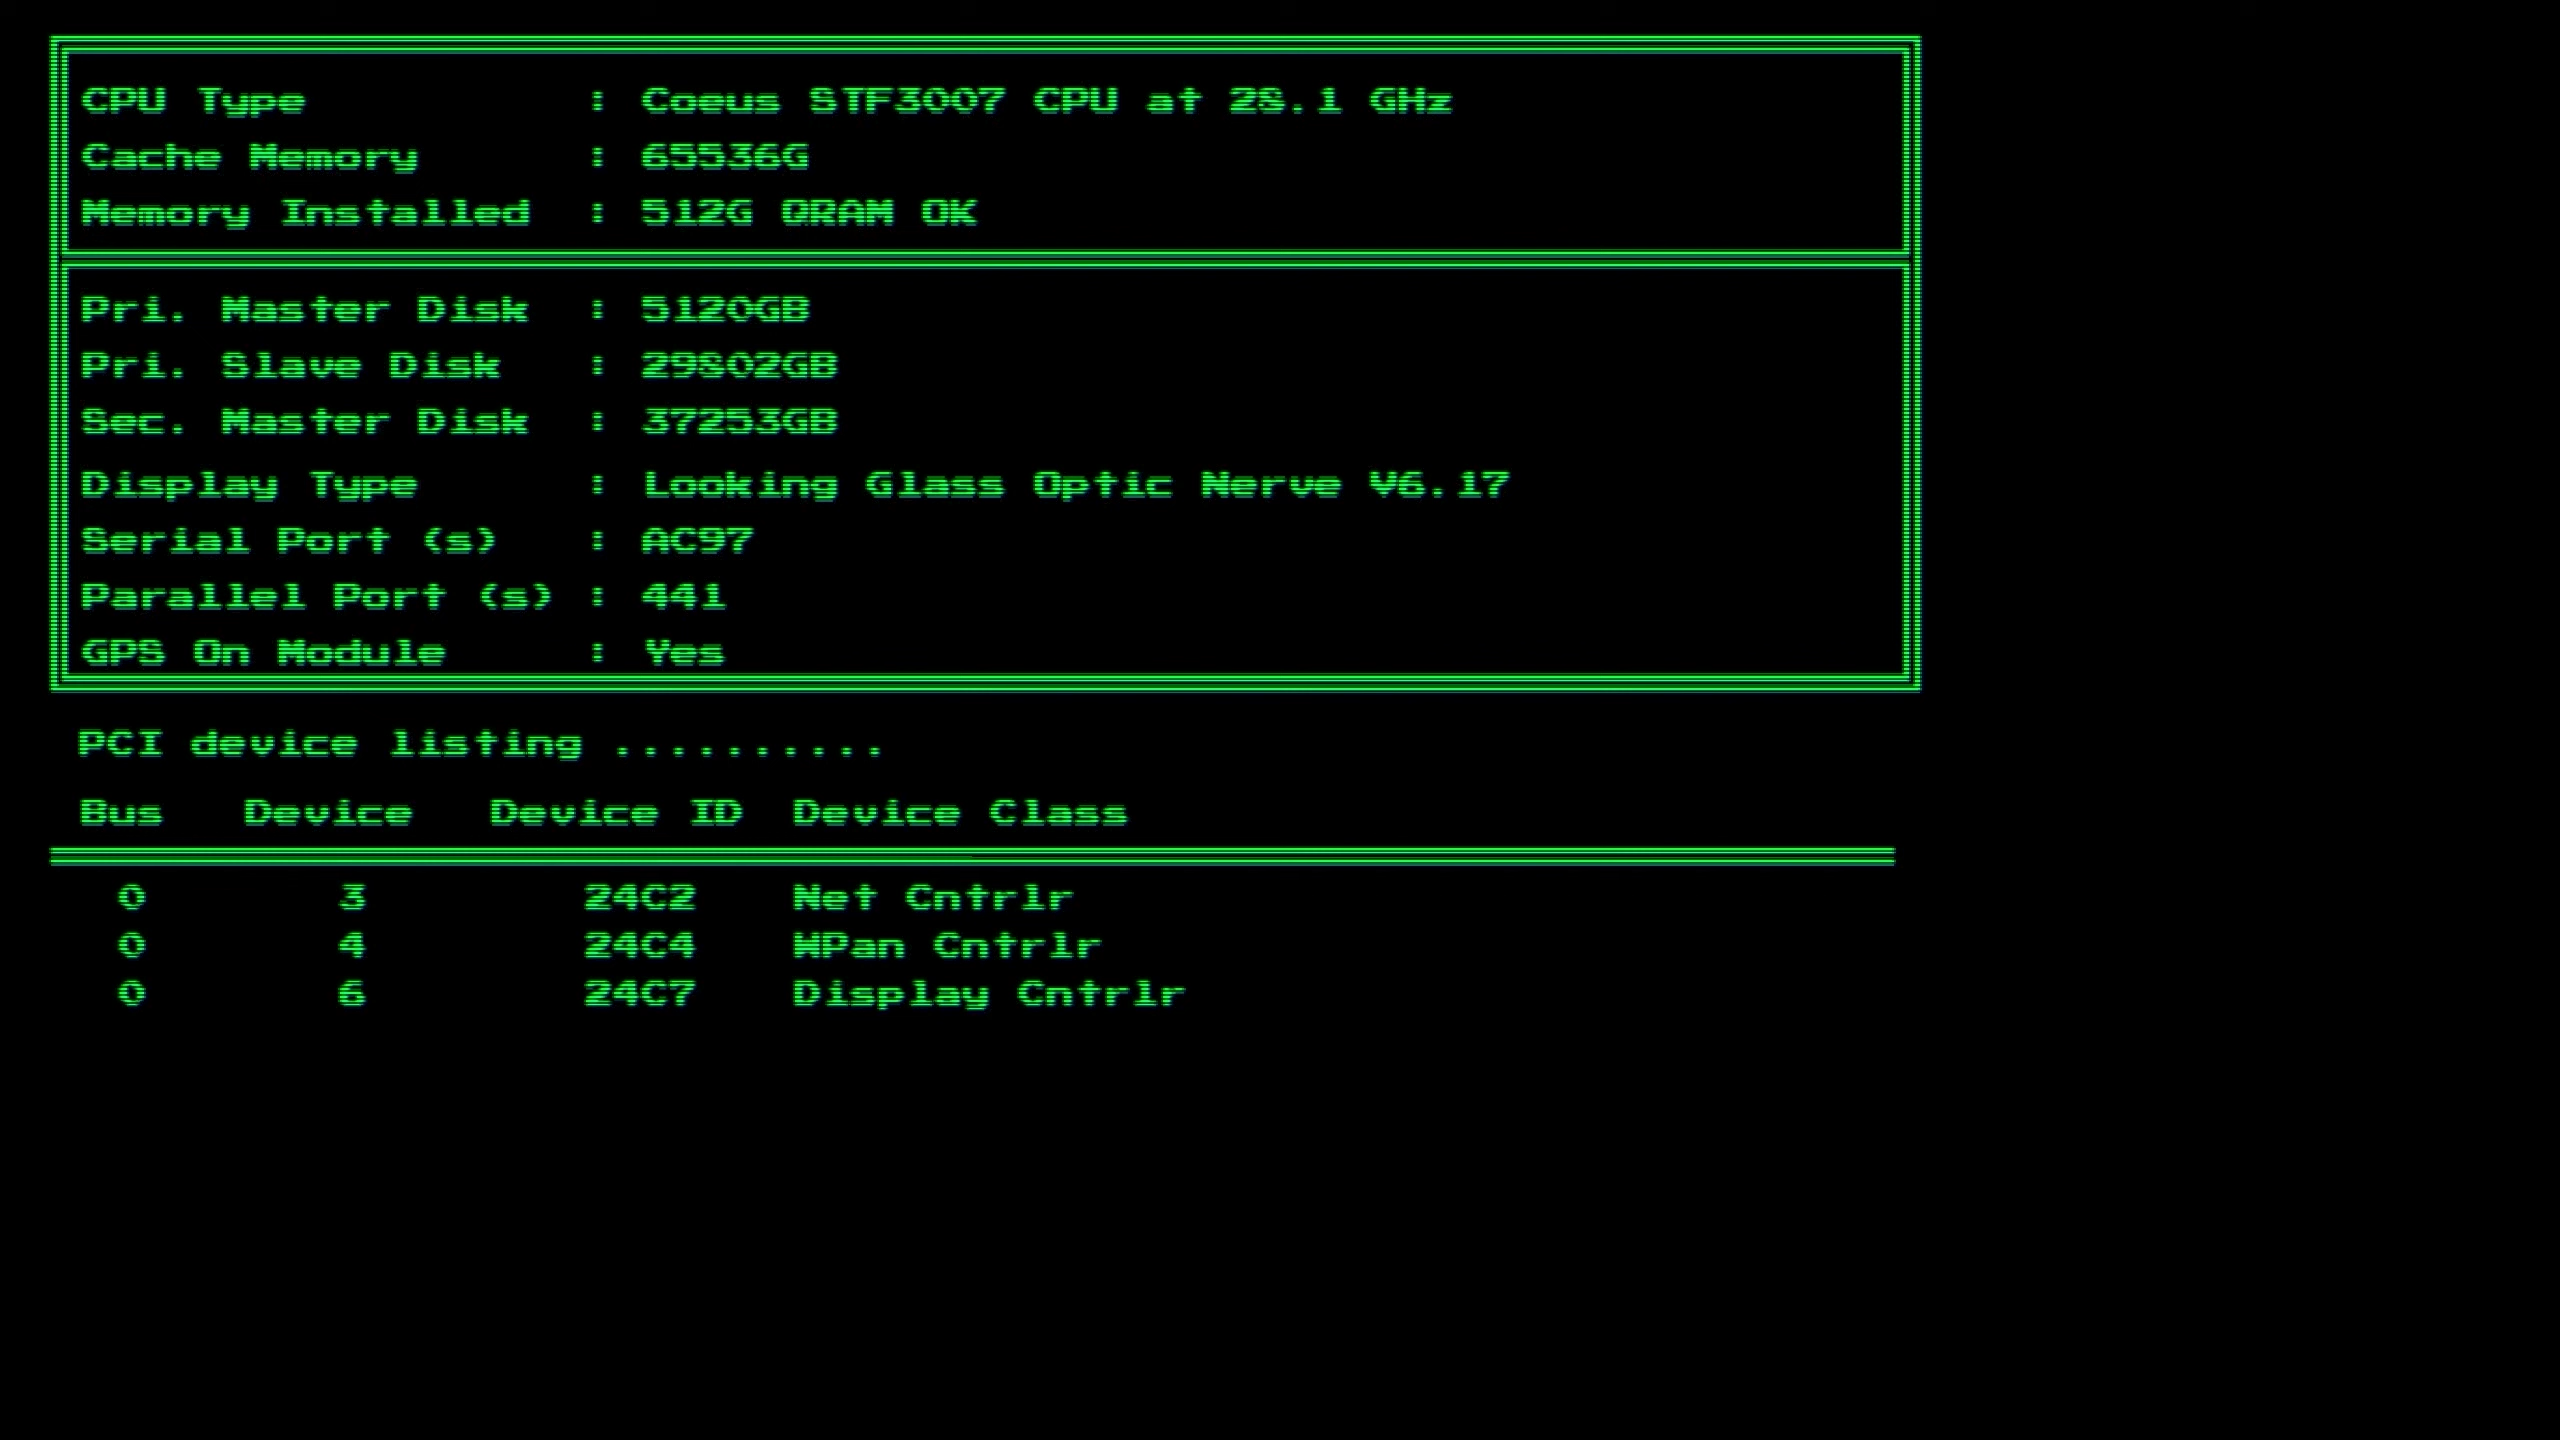 CPU Type : Coeus STF3007 CPU at 28.1 GHz
Cache Memory : 65536G
Memory Installed : 512G QRAM OK
Pri. Master Disk : 5120GB
Pri. Slave Disk : 29802GB
Sec. Master Disk : 37253GB
Display Type : Looking Glass Optic Nerve V6.17
Serial Port (s) : AC97
Parallel Port (s) : 441
GPS On Module : Yes
PCI device listing ..........
Bus Device Device ID Device Class
0 3 24C2 Net Cntrlr
0 4 24C4 WPan Cntrlr
0 6 24C7 Display Cntrlr